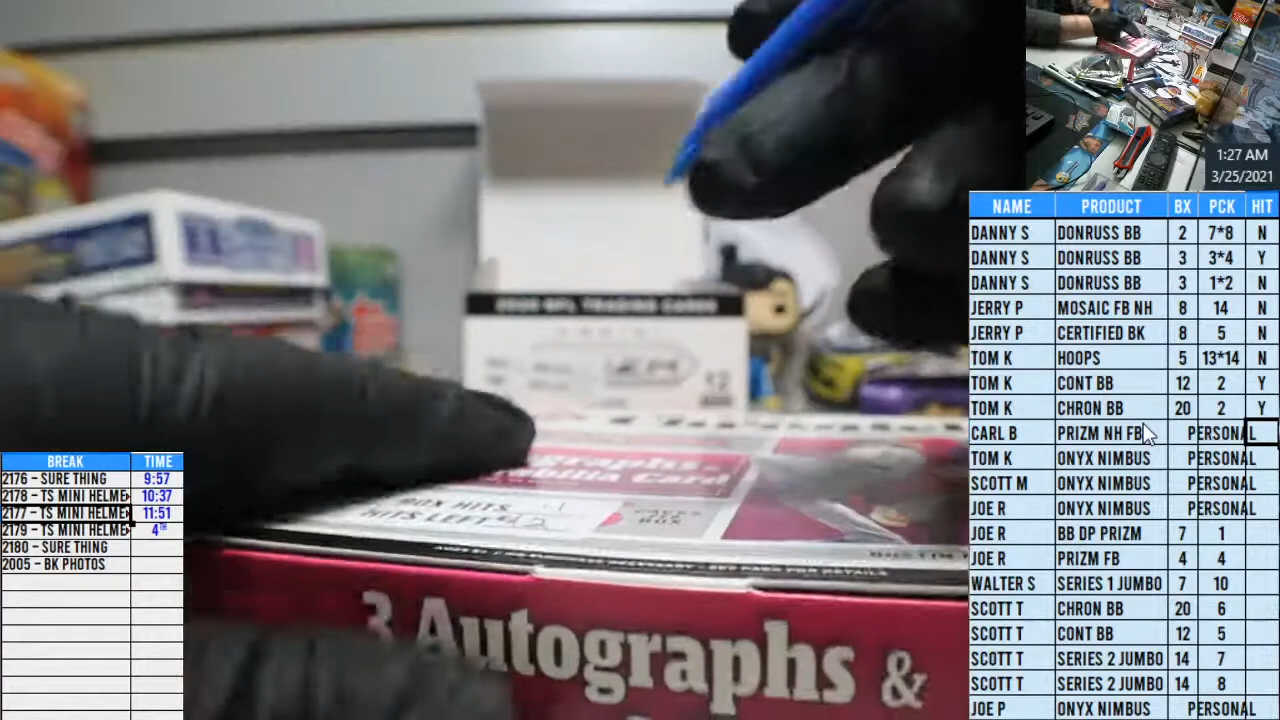 1:27 AM
3/25/2021
NAME PRODUCT BX PCK HIT
DANNY S DONRUSS BB 2 7*8 N
DANNY S DONRUSS BB 3 3*4 Y
DANNY S DONRUSS BB 3 1*2 N
JERRY P MOSAIC FB NH 8 14 N
JERRY P CERTIFIED BK 8 5 N
TOM K HOOPS 5 13*14 N
TOM K CONT BB 12 2 Y
TOM K CHRON BB 20 2 Y
CARL B PRIZM NH FB PERSONAL
TOM K ONYX NIMBUS PERSONAL
SCOTT M ONYX NIMBUS PERSONAL
JOE R ONYX NIMBUS PERSONAL
JOE R BB DP PRIZM 7 1
JOE R PRIZM FB 4 4
WALTER S SERIES 1 JUMBO 7 10
SCOTT T CHRON BB 20 6
SCOTT T CONT BB 12 5
SCOTT T SERIES 2 JUMBO 14 7
SCOTT T SERIES 2 JUMBO 14 8
JOE P ONYX NIMBUS PERSONAL
BREAK TIME
2176 – SURE THING 9:57
2178 – TS MINI HELME 10:37
2177 – TS MINI HELME 11:51
2179 – TS MINI HELME 4TH
2180 – SURE THING
2005 – BK PHOTOS
2020 NFL TRADING CARDS
12
BOX HITS
HITS LEFT
BOX
3 Autographs &